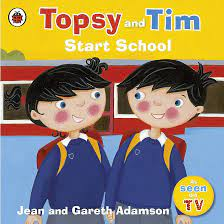 Topsy and Tim
Start School
Jean and Gareth Adamson
as
seen
on
TV